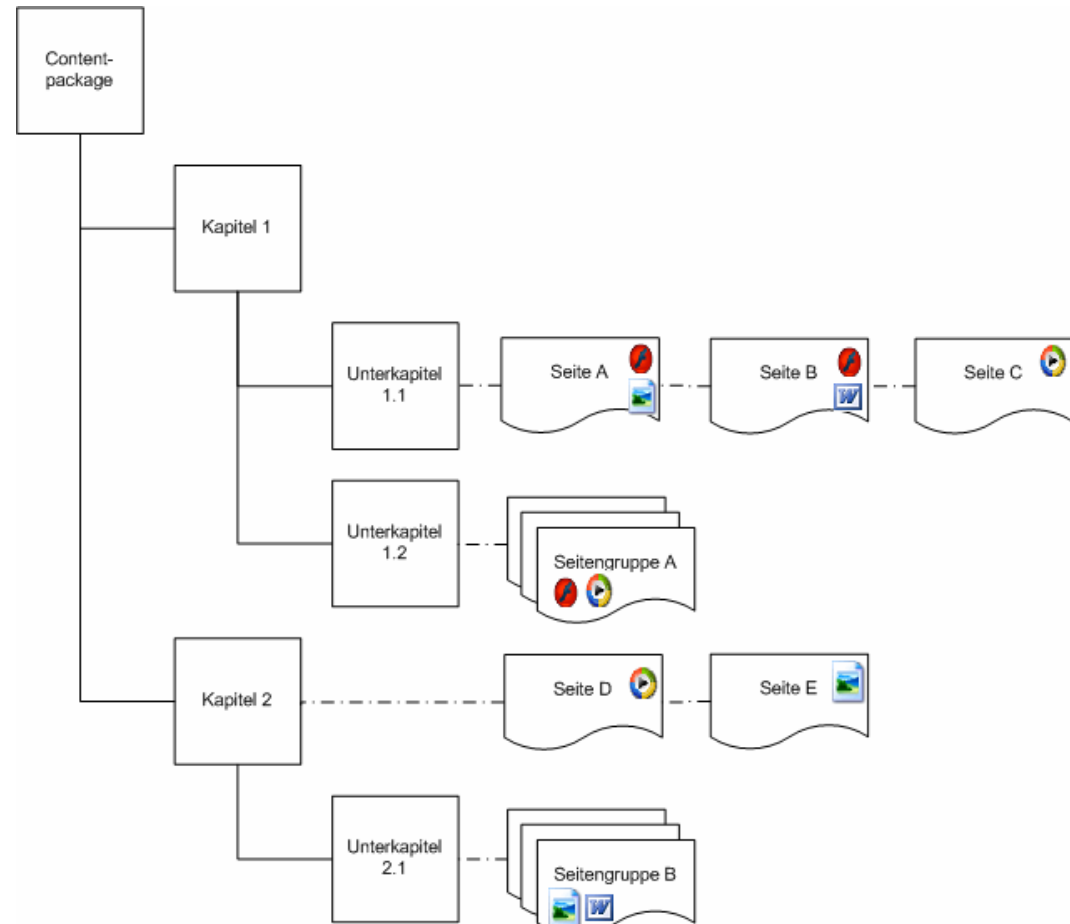 Content-
package
Kapitel 1
Unterkapitel
1.1
Seite A
Seite B
Seite C
Unterkapitel
1.2
Seitengruppe A
Kapitel 2
Seite D
Seite E
Unterkapitel
2.1
Seitengruppe B